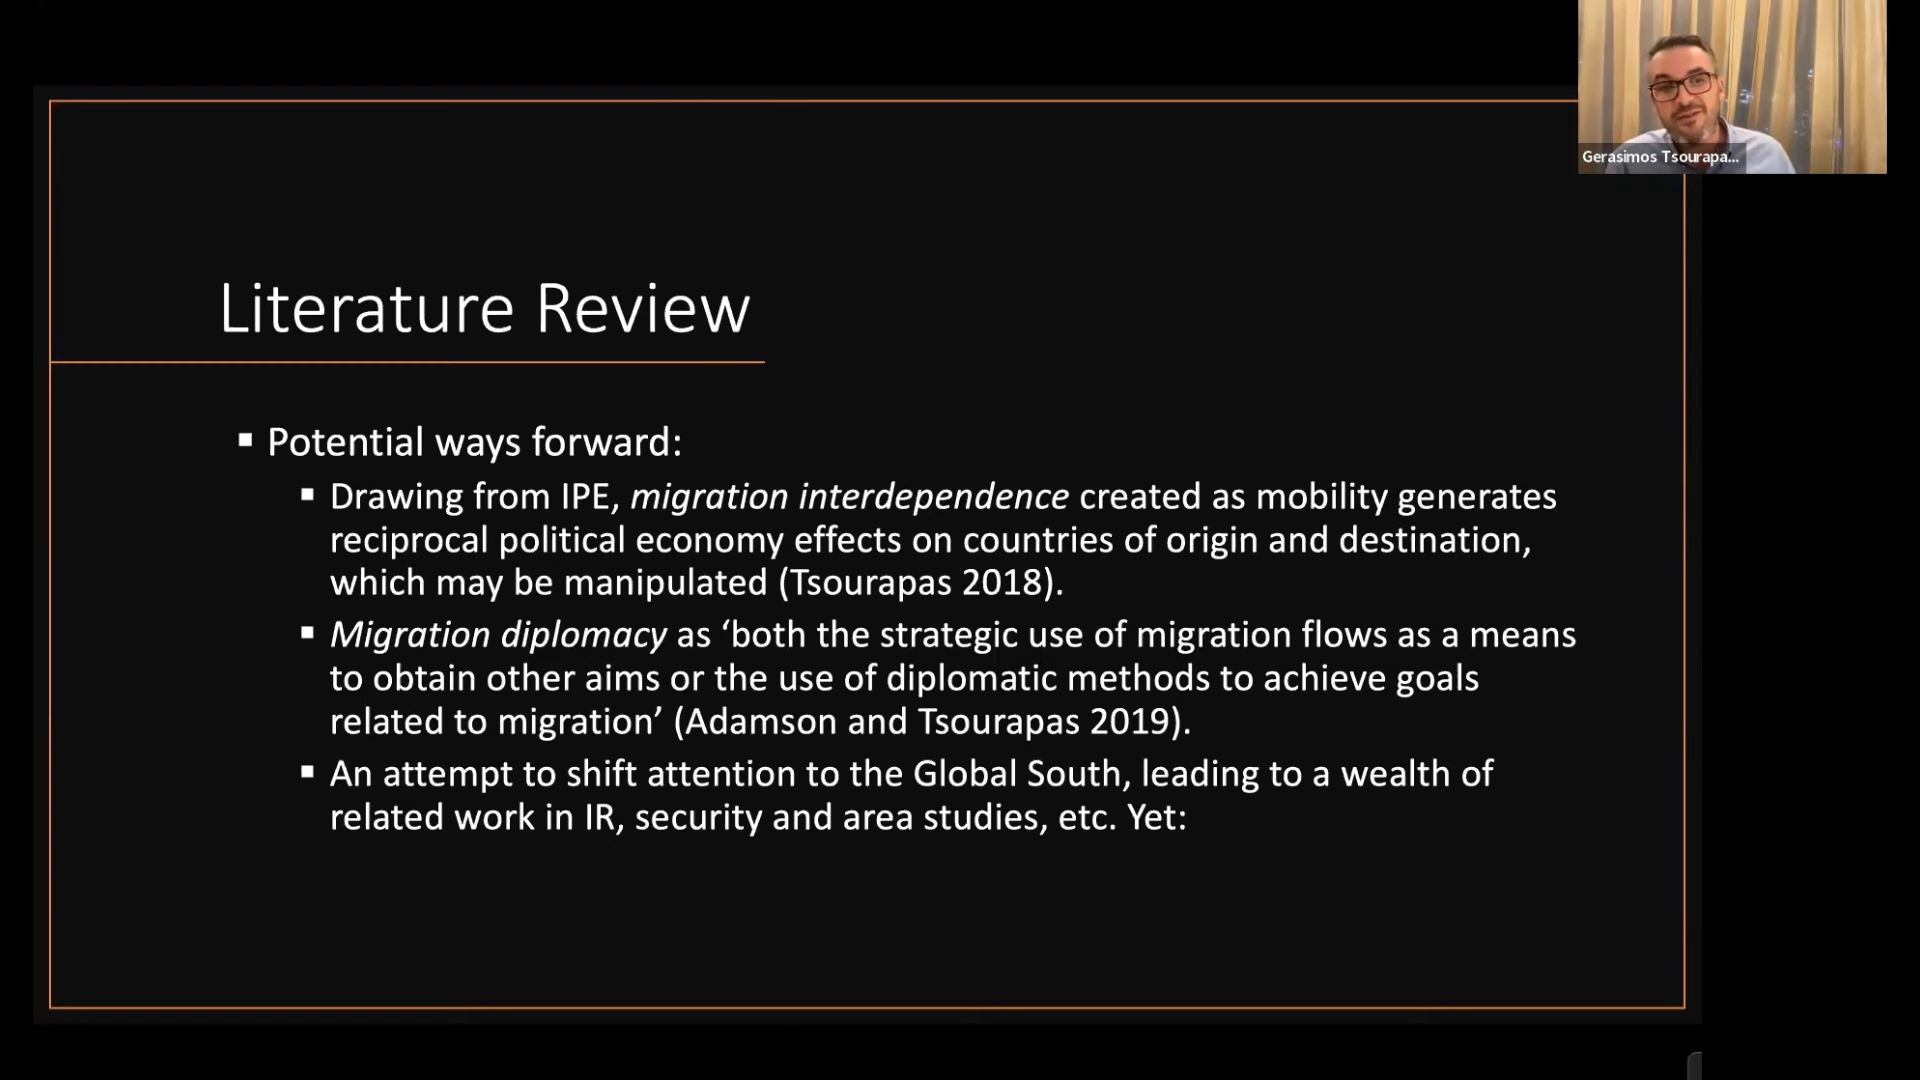 Gerasimos Tsourapa...
Literature Review
▪ Potential ways forward:
▪ Drawing from IPE, migration interdependence created as mobility generates
reciprocal political economy effects on countries of origin and destination,
which may be manipulated (Tsourapas 2018).
▪ Migration diplomacy as ‘both the strategic use of migration flows as a means
to obtain other aims or the use of diplomatic methods to achieve goals
related to migration’ (Adamson and Tsourapas 2019).
▪ An attempt to shift attention to the Global South, leading to a wealth of
related work in IR, security and area studies, etc. Yet: